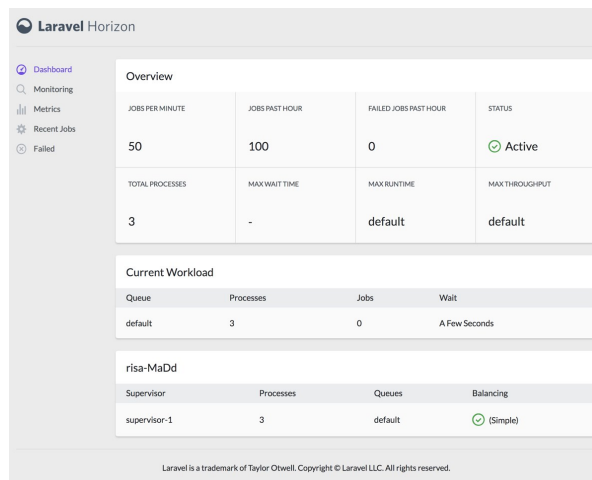 Laravel Horizon
Dashboard
Monitoring
Metrics
Recent Jobs
Failed
Overview
JOBS PER MINUTE JOBS PAST HOUR FAILED JOBS PAST HOUR STATUS
50 100 0 Active
TOTAL PROCESSES MAX WAIT TIME MAX RUNTIME MAX THROUGHPUT
3 - default default
Current Workload
Queue Processes Jobs Wait
default 3 0 A Few Seconds
risa-MaDd
Supervisor Processes Queues Balancing
supervisor-1 3 default (Simple)
Laravel is a trademark of Taylor Otwell. Copyright © Laravel LLC. All rights reserved.